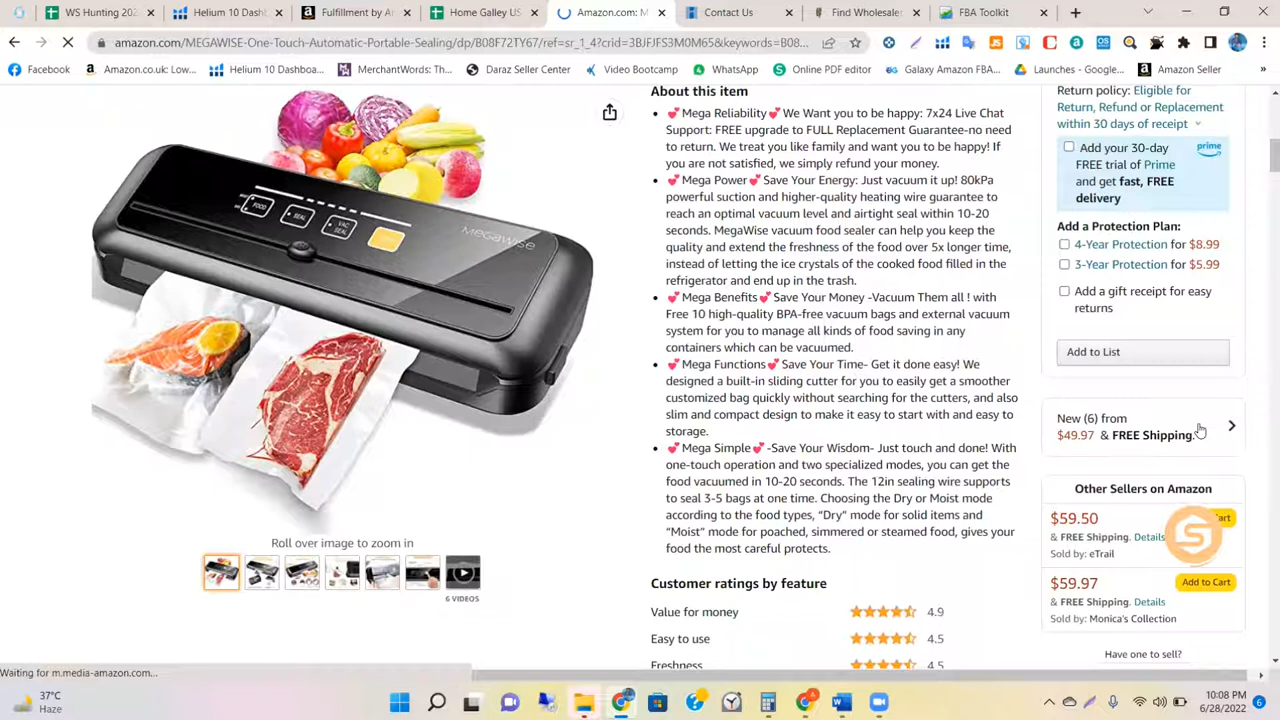 WS Hunting 202
Helium 10 Dasht
Fulfillment by Ar
Home Galley US
Amazon.com: M
Contact Us
Find Wholesaler
FBA Toolkit
amazon.com/MEGAWISE-One-Touch-Automatic-Portable-Sealing/dp/B08F72TY67/ref=sr_1_4?crid=3BJFJFS3M0M65&keywords=B08...
Facebook
Amazon.co.uk: Low...
Helium 10 Dashboa...
MerchantWords: Th...
Daraz Seller Center
Video Bootcamp
WhatsApp
Online PDF editor
Galaxy Amazon FBA...
Launches - Google...
Amazon Seller
»
About this item
• 💕Mega Reliability💕We Want you to be happy: 7x24 Live Chat
Support: FREE upgrade to FULL Replacement Guarantee-no need
to return. We treat you like family and want you to be happy! If
you are not satisfied, we simply refund your money.
• 💕Mega Power💕Save Your Energy: Just vacuum it up! 80kPa
powerful suction and higher-quality heating wire guarantee to
reach an optimal vacuum level and airtight seal within 10-20
seconds. MegaWise vacuum food sealer can help you keep the
quality and extend the freshness of the food over 5x longer time,
instead of letting the ice crystals of the cooked food filled in the
refrigerator and end up in the trash.
• 💕Mega Benefits💕Save Your Money -Vacuum Them all ! with
Free 10 high-quality BPA-free vacuum bags and external vacuum
system for you to manage all kinds of food saving in any
containers which can be vacuumed.
• 💕Mega Functions💕Save Your Time- Get it done easy! We
designed a built-in sliding cutter for you to easily get a smoother
customized bag quickly without searching for the cutters, and also
slim and compact design to make it easy to start with and easy to
storage.
• 💕Mega Simple💕-Save Your Wisdom- Just touch and done! With
one-touch operation and two specialized modes, you can get the
food vacuumed in 10-20 seconds. The 12in sealing wire supports
to seal 3-5 bags at one time. Choosing the Dry or Moist mode
according to the food types, “Dry” mode for solid items and
“Moist” mode for poached, simmered or steamed food, gives your
food the most careful protects.
Customer ratings by feature
Value for money
4.9
Easy to use
4.5
Freshness
4.5
FOOD
SEAL
VAC
SEAL
MEGAWISE
Roll over image to zoom in
6 VIDEOS
Return policy: Eligible for
Return, Refund or Replacement
within 30 days of receipt
Add your 30-day
FREE trial of Prime
and get fast, FREE
delivery
prime
Add a Protection Plan:
4-Year Protection for $8.99
3-Year Protection for $5.99
Add a gift receipt for easy
returns
Add to List
New (6) from
$49.97 & FREE Shipping.
Other Sellers on Amazon
$59.50
Cart
& FREE Shipping. Details
Sold by: eTrail
$59.97
Add to Cart
& FREE Shipping. Details
Sold by: Monica's Collection
Have one to sell?
Waiting for m.media-amazon.com...
37°C
Haze
10:08 PM
6/28/2022
6